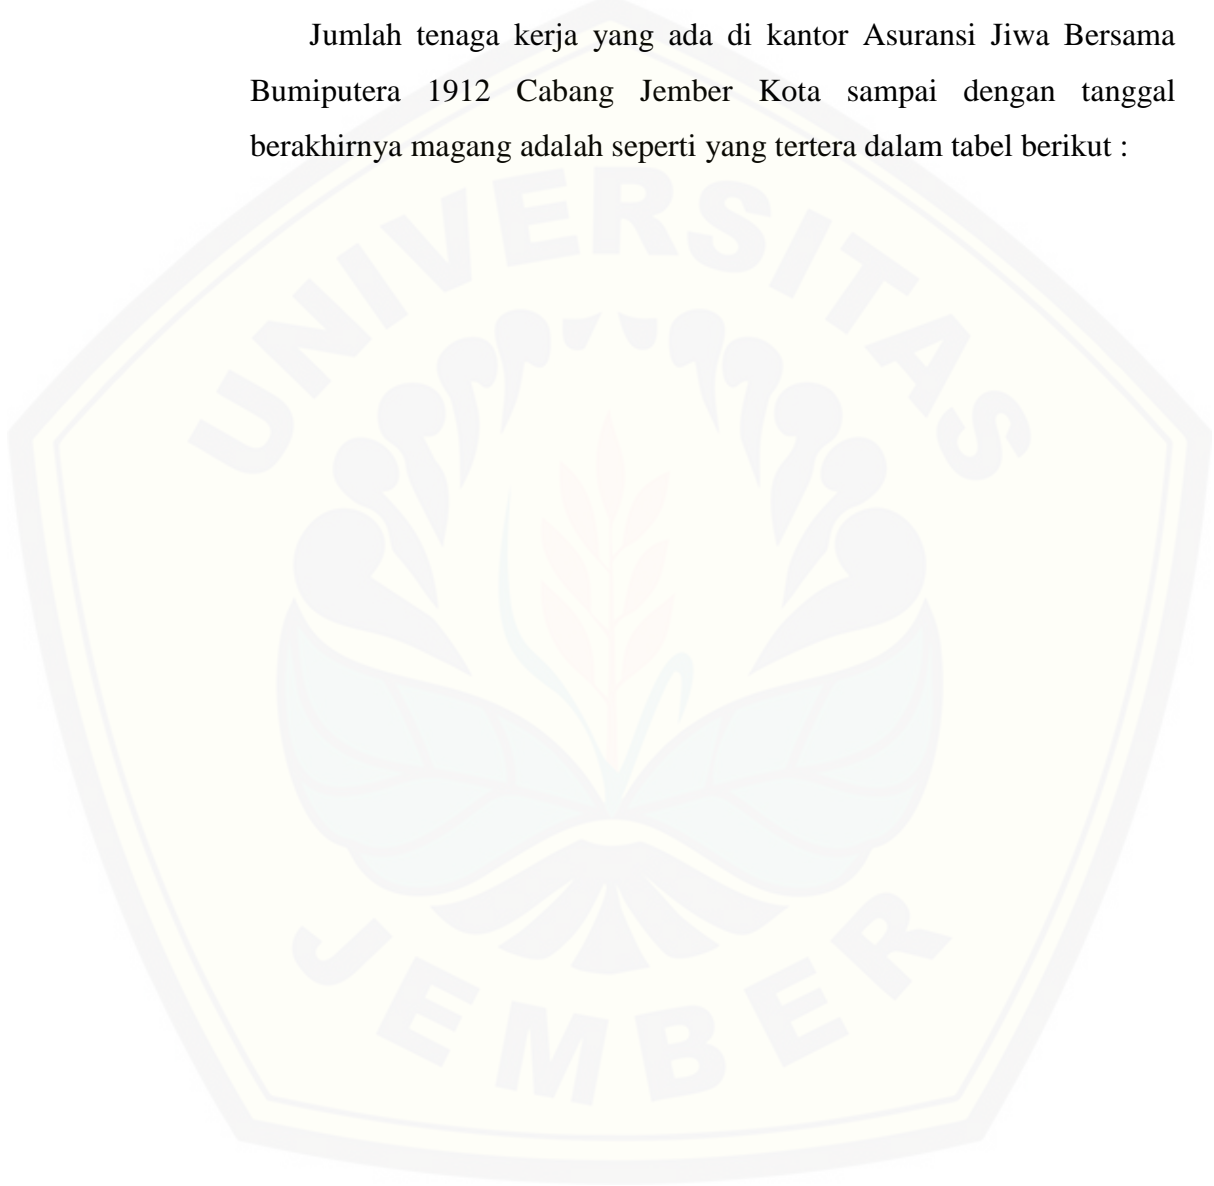 Jumlah tenaga kerja yang ada di kantor Asuransi Jiwa Bersama
Bumiputera 1912 Cabang Jember Kota sampai dengan tanggal
berakhirnya magang adalah seperti yang tertera dalam tabel berikut :
UNIVERSITAS
JEMBER